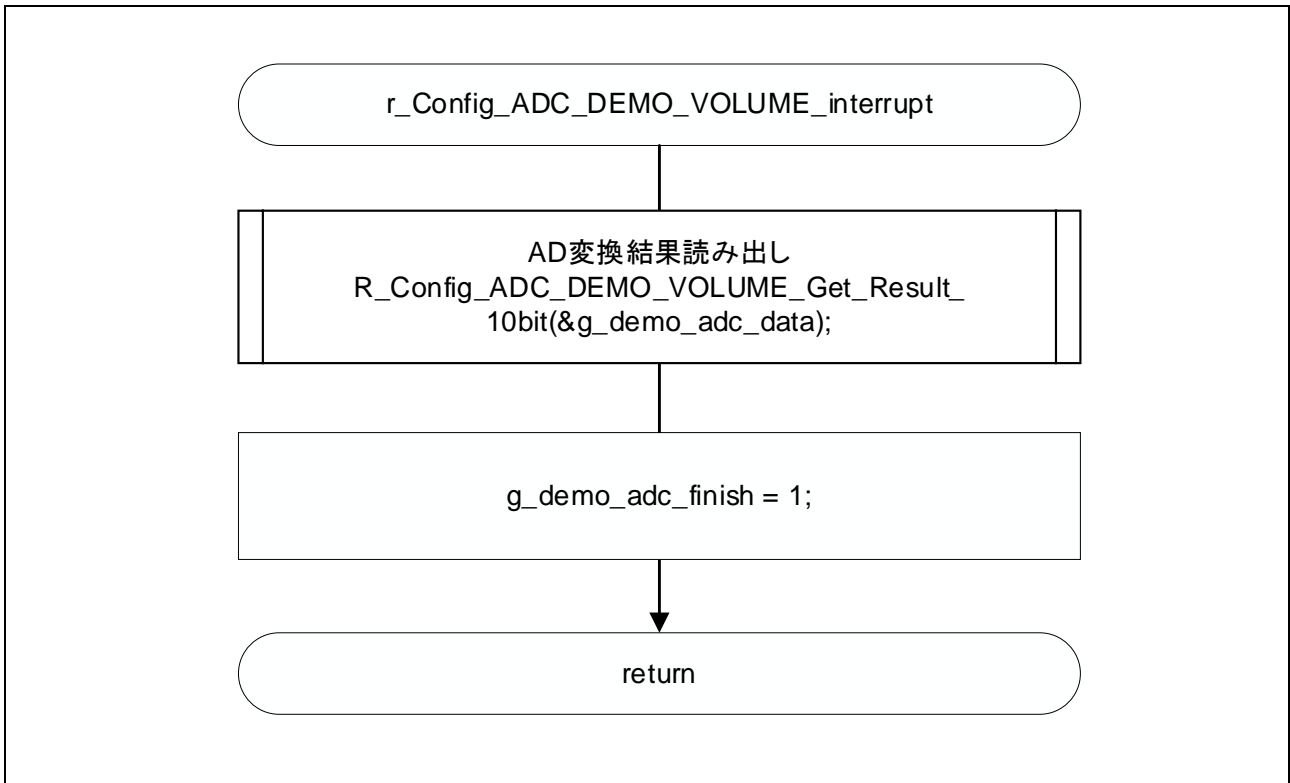 r_Config_ADC_DEMO_VOLUME_interrupt
AD変換結果読み出し
R_Config_ADC_DEMO_VOLUME_Get_Result_
10bit(&g_demo_adc_data);
g_demo_adc_finish = 1;
return